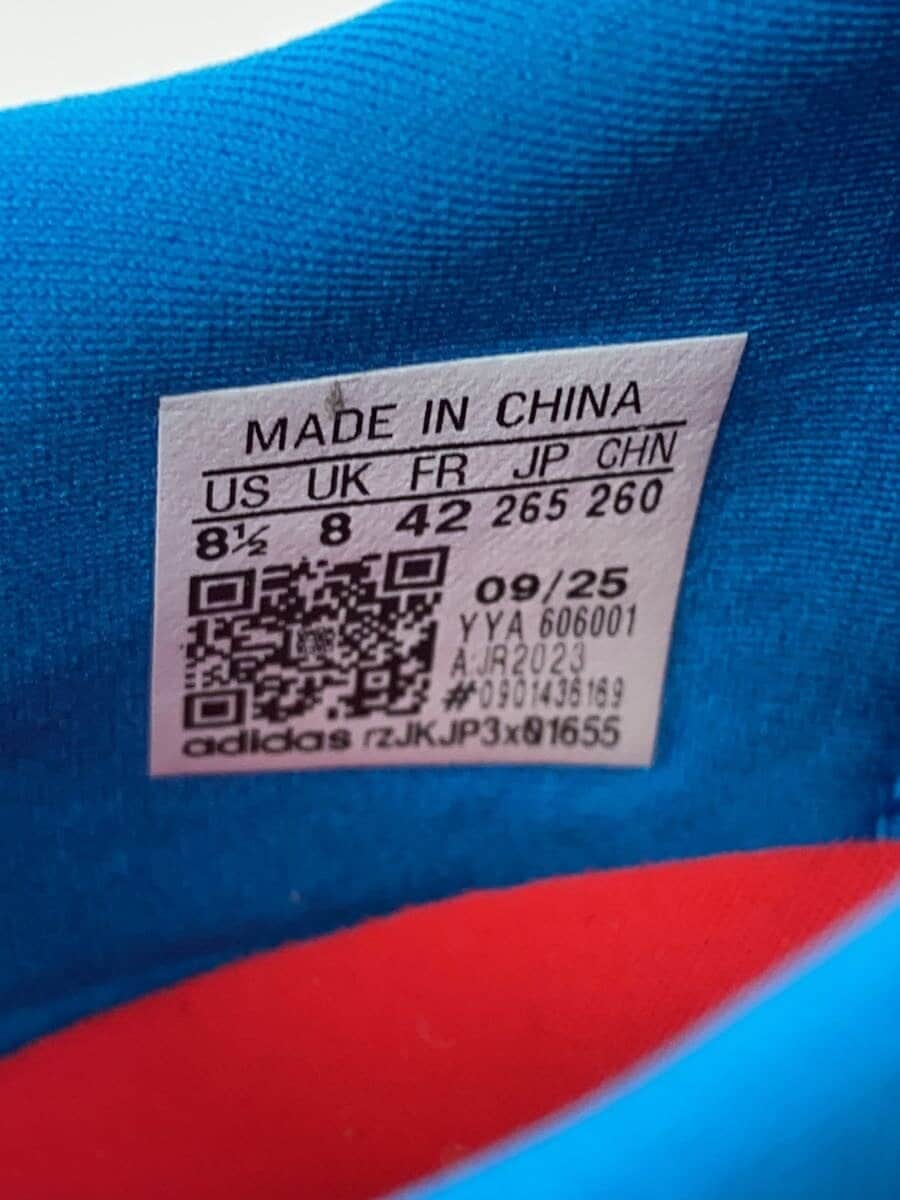 MADE IN CHINA
US UK FR JP CHN
8½ 8 42 265 260
09/25
YYA 606001
A:JR2023
#0901436169
adidas rzJKJP3x01655